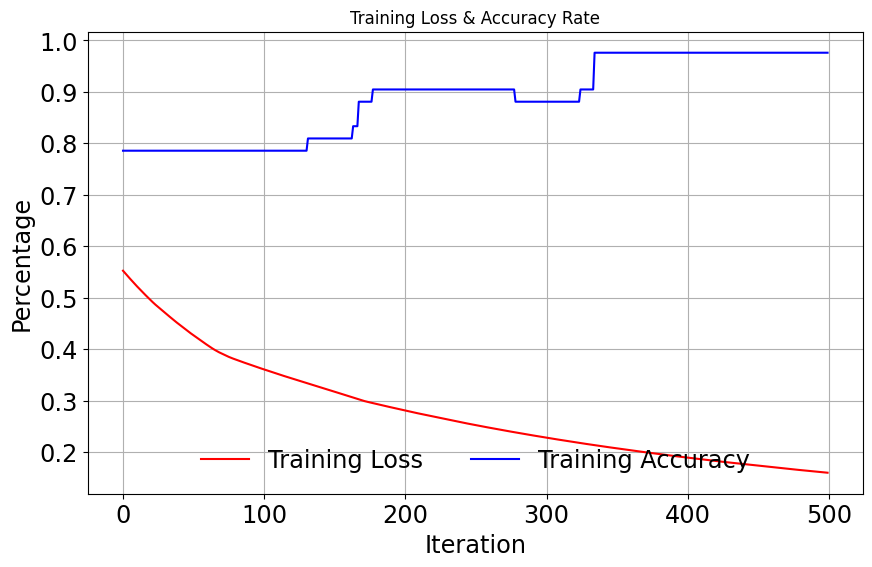 Training Loss & Accuracy Rate
1.0
0.9
0.8
0.7
0.6
0.5
0.4
0.3
0.2
Percentage
Training Loss Training Accuracy
0 100 200 300 400 500
Iteration